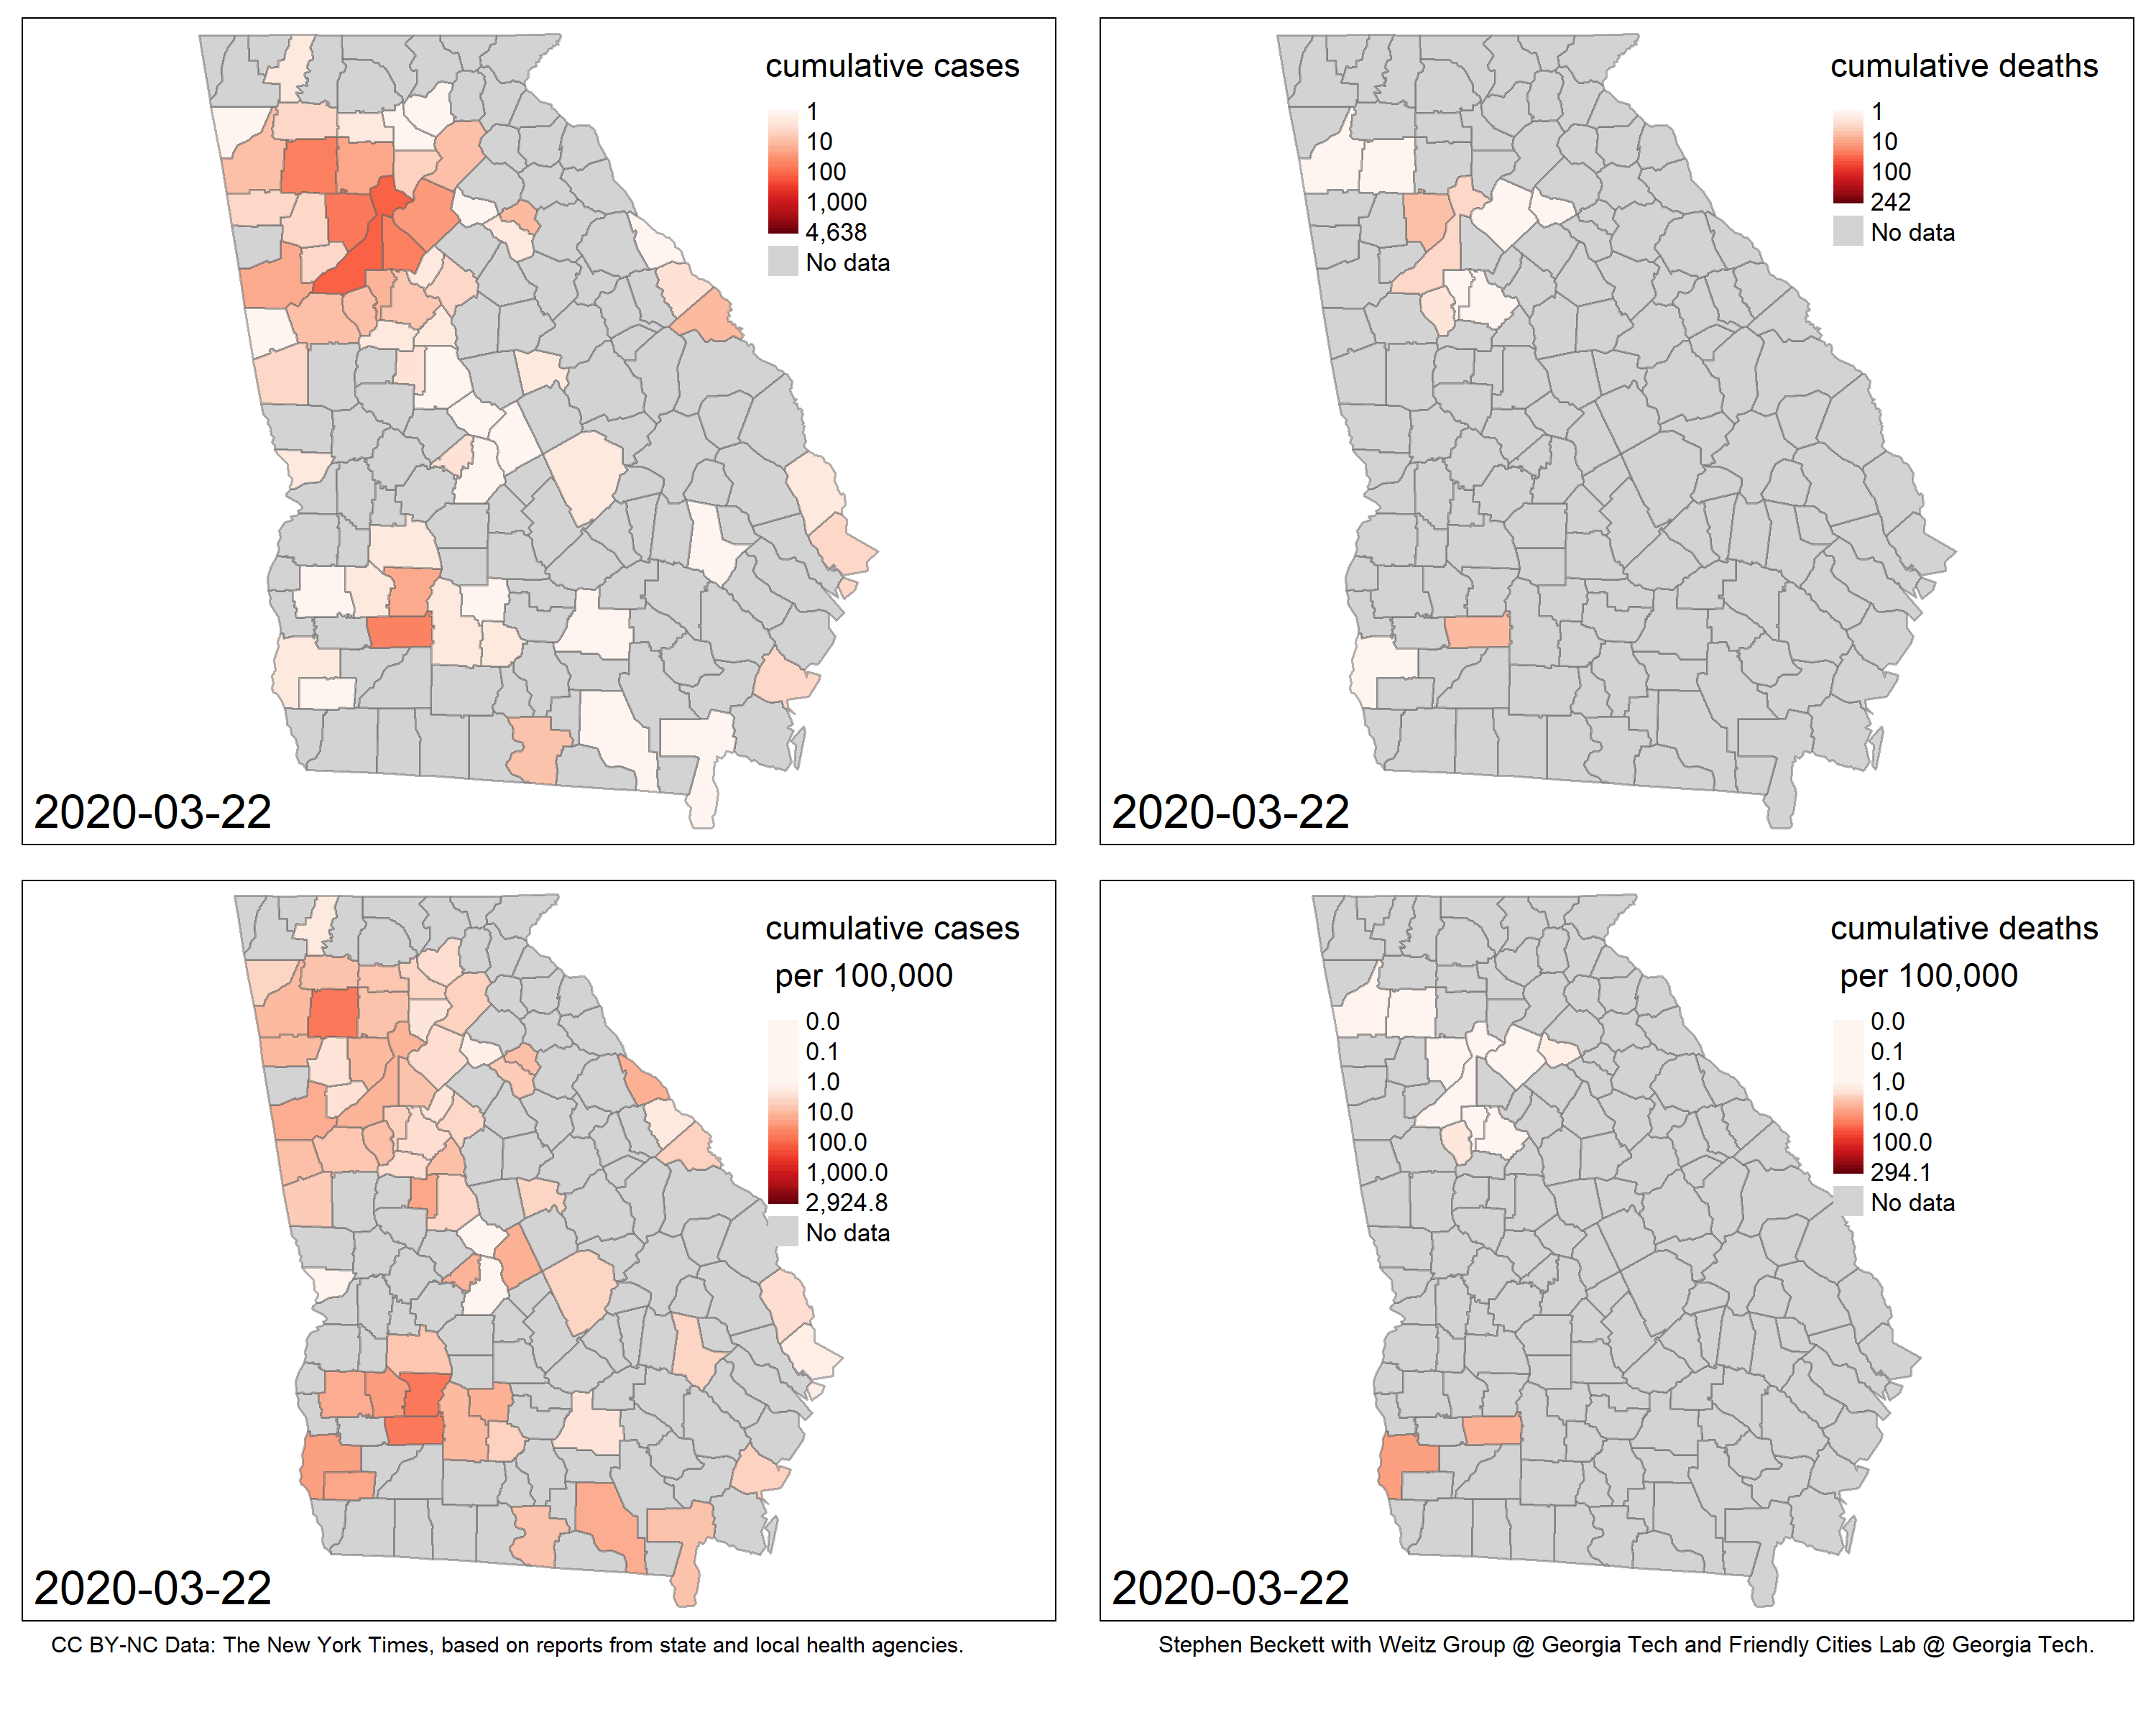 cumulative cases
1
10
100
1,000
4,638
No data
2020-03-22
cumulative deaths
1
10
100
242
No data
2020-03-22
cumulative cases
per 100,000
0.0
0.1
1.0
10.0
100.0
1,000.0
2,924.8
No data
2020-03-22
cumulative deaths
per 100,000
0.0
0.1
1.0
10.0
100.0
294.1
No data
2020-03-22
CC BY-NC Data: The New York Times, based on reports from state and local health agencies.
Stephen Beckett with Weitz Group @ Georgia Tech and Friendly Cities Lab @ Georgia Tech.